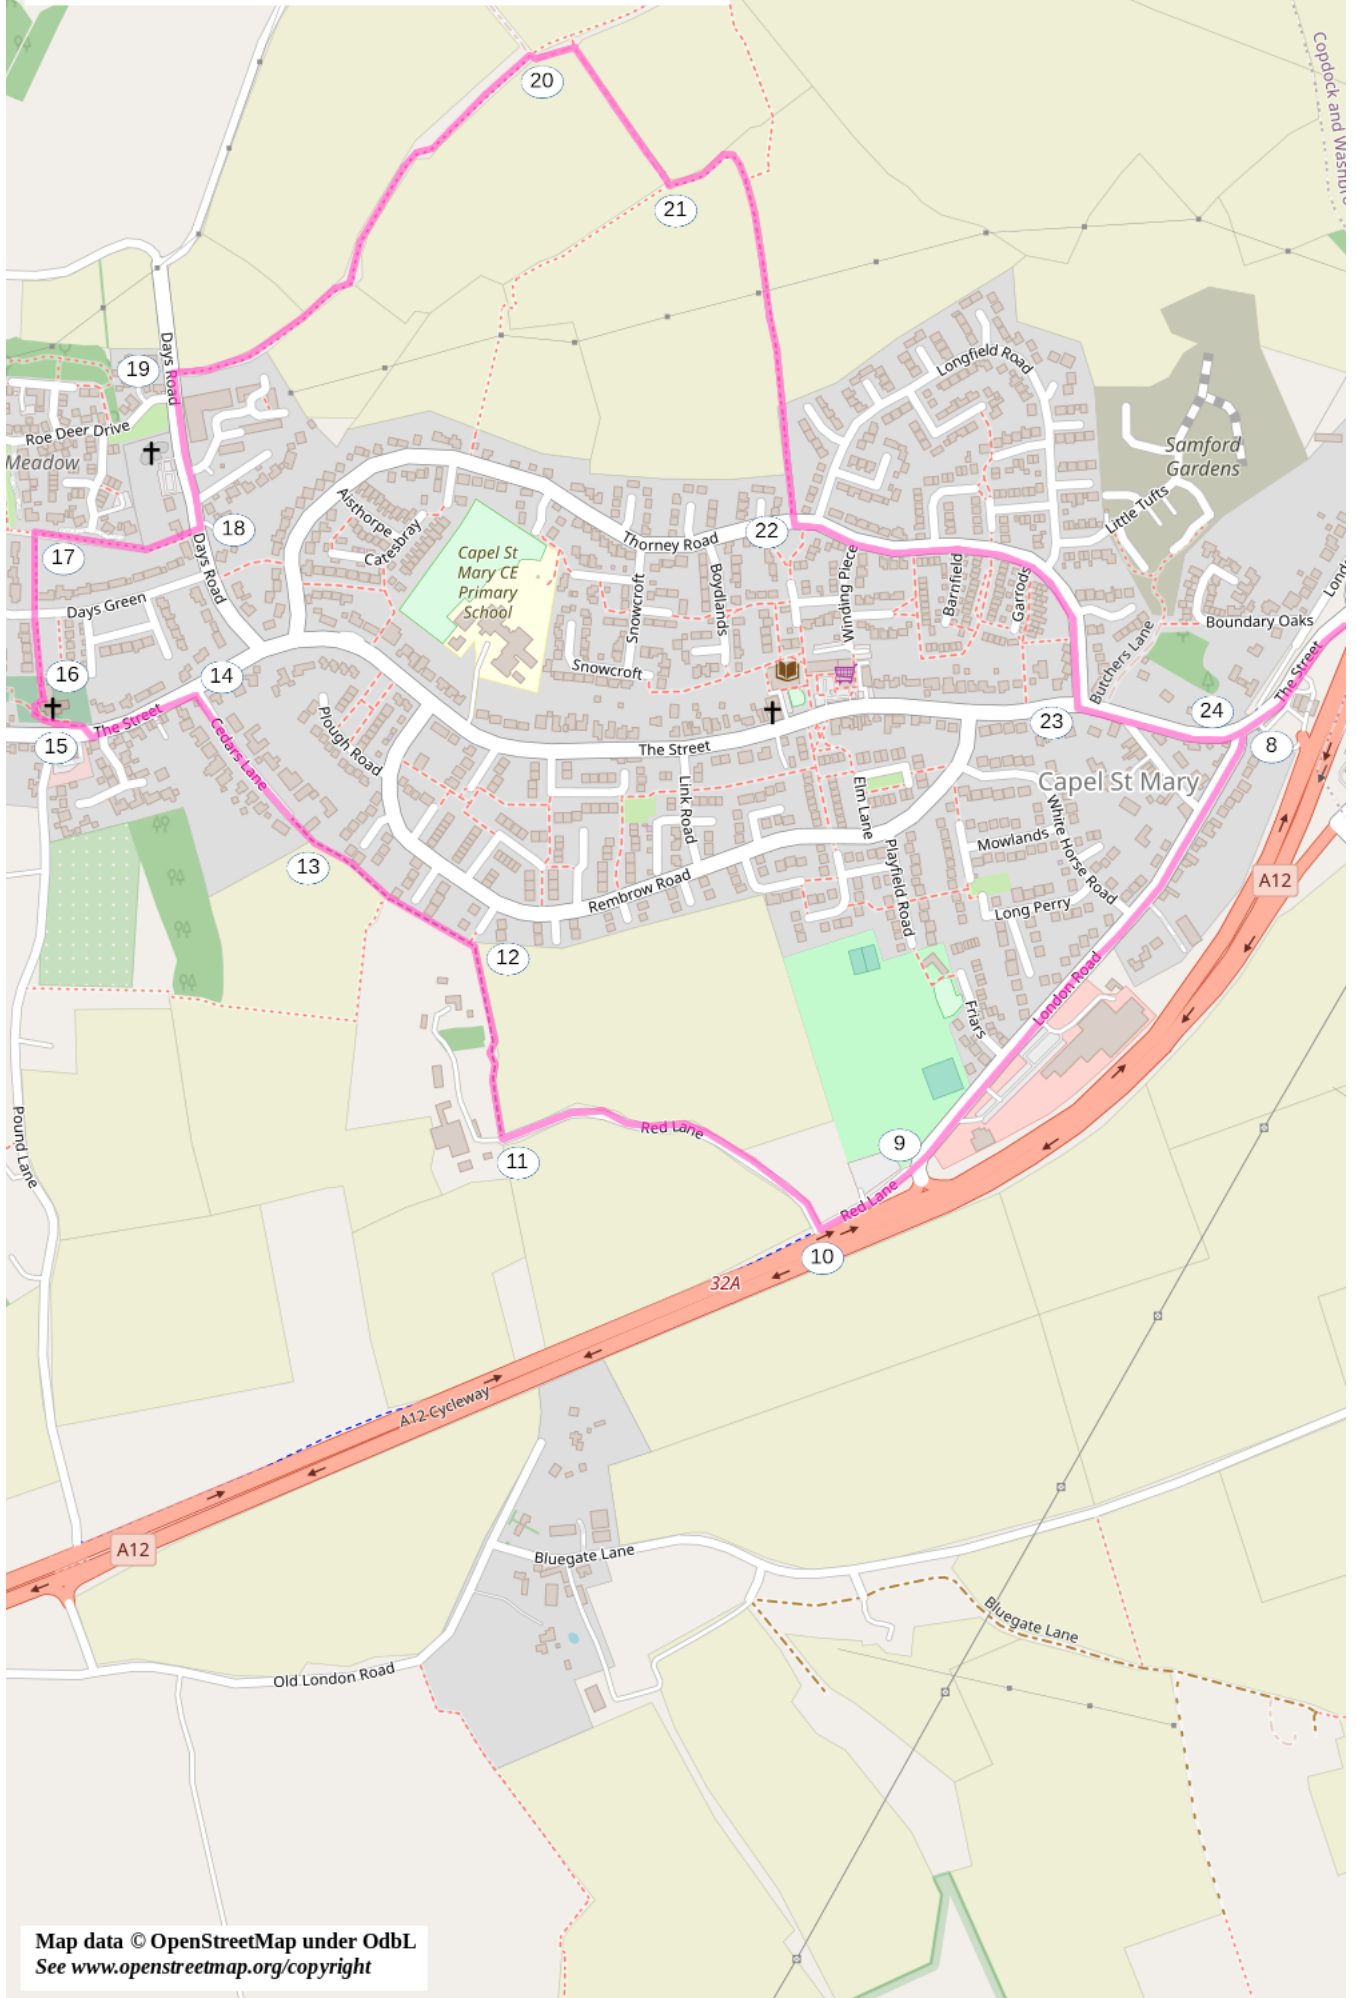 Copdock and Washbro
20
21
19
Days Road
Longfield Road
Roe Deer Drive
Meadow
Samford
Gardens
Aisthorpe
Catesbray
Little Tufts
18
Days Road
17
Capel St
Mary CE
Primary
School
Thorney Road
22
Boylands
Snowcroft
Winding Piece
Barnfield
Garrods
Days Green
Boundary Oaks
Butchers Lane
Snowcroft
16
14
The Street
15
Cedars Lane
Plough Road
The Street
23
24
8
The Street
Capel St Mary
Link Road
Elm Lane
White Horse Road
Mowlands
Playfield Road
Rembrow Road
Long Perry
A12
13
12
London Road
Friars
Pound Lane
11
Red Lane
9
Red Lane
10
32A
A12 Cycleway
A12
Bluegate Lane
Bluegate Lane
Old London Road
Map data © OpenStreetMap under OdbL
See www.openstreetmap.org/copyright